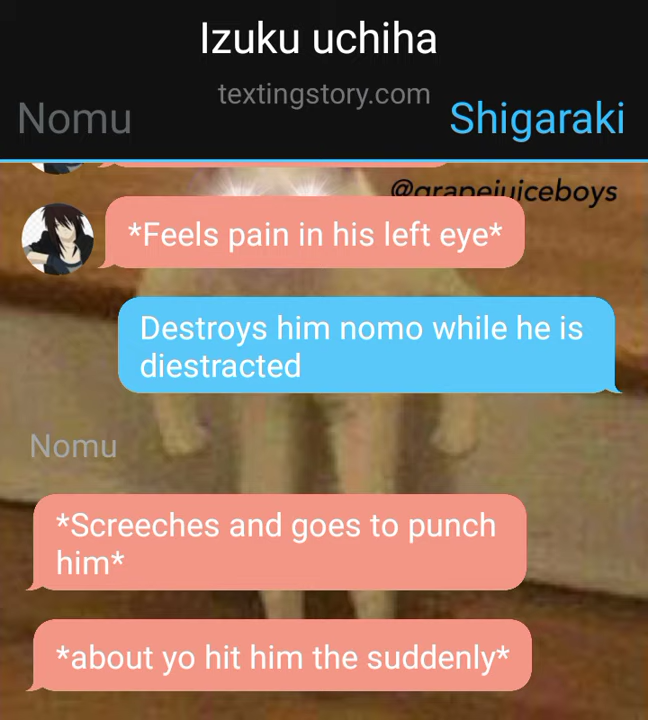 Izuku uchiha
textingstory.com
Nomu
Shigaraki
@grapejuiceboys
*Feels pain in his left eye*
Destroys him nomo while he is
diestracted
Nomu
*Screeches and goes to punch
him*
*about yo hit him the suddenly*